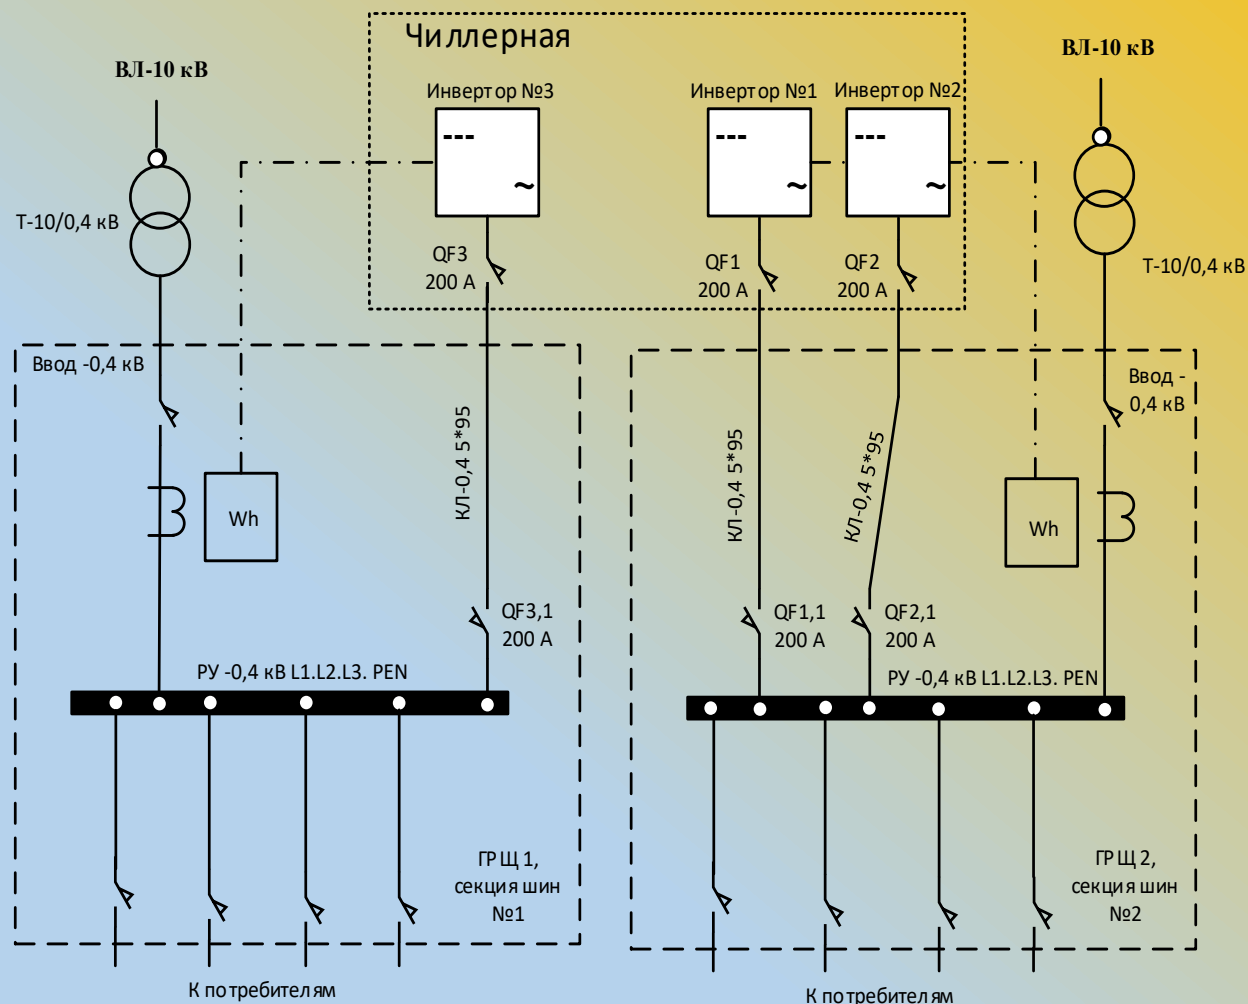 Чиллерная
ВЛ-10 кВ
ВЛ-10 кВ
Инвертор №3
Инвертор №1
Инвертор №2
---
~
---
~
---
~
Т-10/0,4 кВ
Т-10/0,4 кВ
QF3
200 А
QF1
200 А
QF2
200 А
Ввод -0,4 кВ
Ввод -
0,4 кВ
КЛ-0,4 5*95
КЛ-0,4 5*95
КЛ-0,4 5*95
Wh
Wh
QF3,1
200 А
QF1,1
200 А
QF2,1
200 А
РУ -0,4 кВ L1.L2.L3. PEN
РУ -0,4 кВ L1.L2.L3. PEN
ГРЩ 1,
секция шин
№1
ГРЩ 2,
секция шин
№2
К потребителям
К потребителям